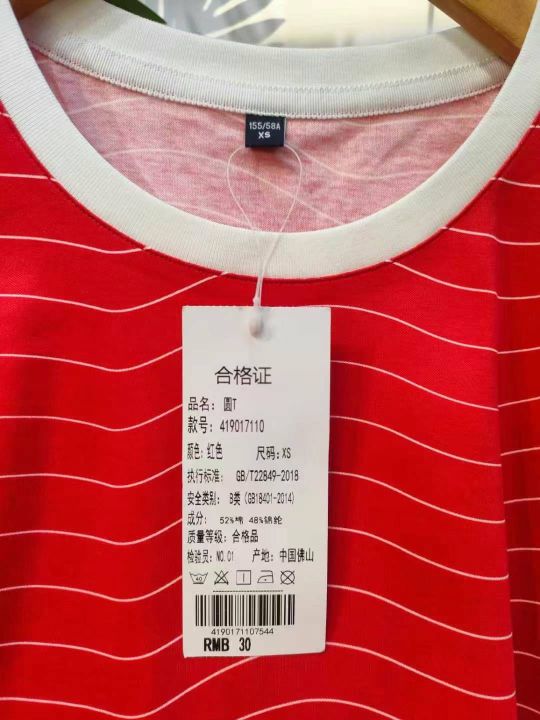 155/58A
XS
合格证
品名: 圆T
款号: 419017110
颜色: 红色 尺码: XS
执行标准: GB/T22849-2018
安全类别: B类 (GB18401-2014)
成分: 52%棉 48%锦纶
质量等级: 合格品
检验员: NO.01 产地: 中国佛山
40
4190171107544
RMB 30